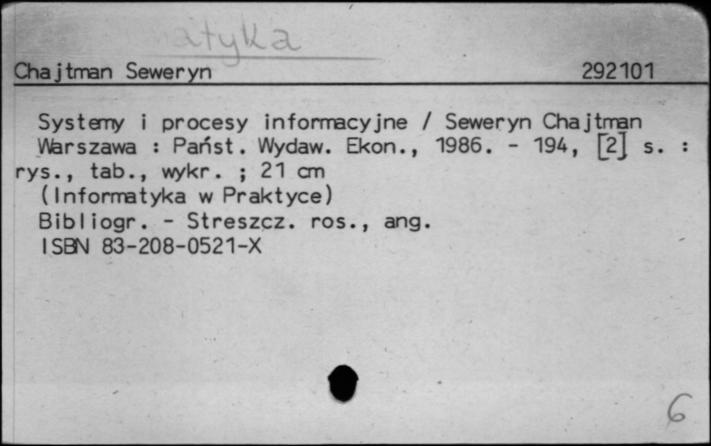 Chajtman Seweryn 292101
Systemy i procesy informacyjne / Seweryn Chajtman
Warszawa : Państ. Wydaw. Ekon., 1986. - 194, [2] s. :
rys., tab., wykr. ; 21 cm
(Informatyka w Praktyce)
Bibliogr. - Streszcz. ros., ang.
ISBN 83-208-0521-X
6